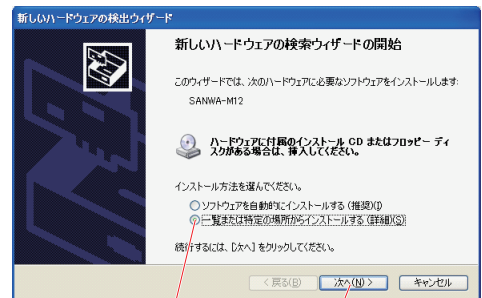 新しいハードウェアの検出ウィザード
新しいハードウェアの検索ウィザードの開始
このウィザードでは、次のハードウェアに必要なソフトウェアをインストールします:
SANWA-M12
ハードウェアに付属のインストール CD またはフロッピー ディ
スクがある場合は、挿入してください。
インストール方法を選んでください。
ソフトウェアを自動的にインストールする (推奨)(I)
一覧または特定の場所からインストールする (詳細)(S)
続行するには、[次へ] をクリックしてください。
< 戻る(B)
次へ(N) >
キャンセル